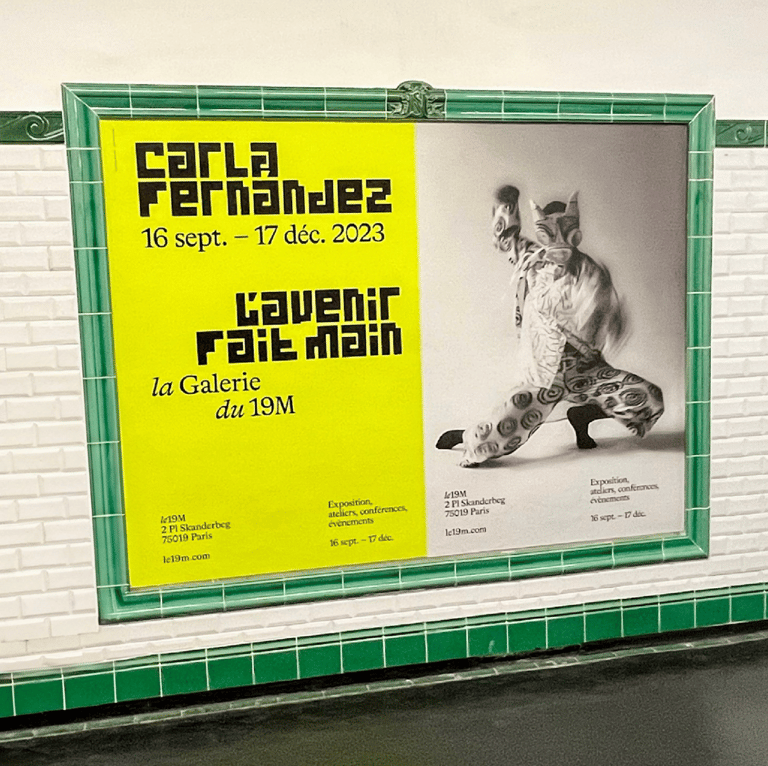 Carla
Fernández
16 sept. – 17 déc. 2023
L'avenir
Fait main
la Galerie
du 19M
le19M
2 Pl Skanderbeg
75019 Paris
le19m.com
Exposition,
ateliers, conférences,
évènements
16 sept. – 17 déc.
le19M
2 Pl Skanderbeg
75019 Paris
le19m.com
Exposition,
ateliers, conférences,
évènements
16 sept. – 17 déc.